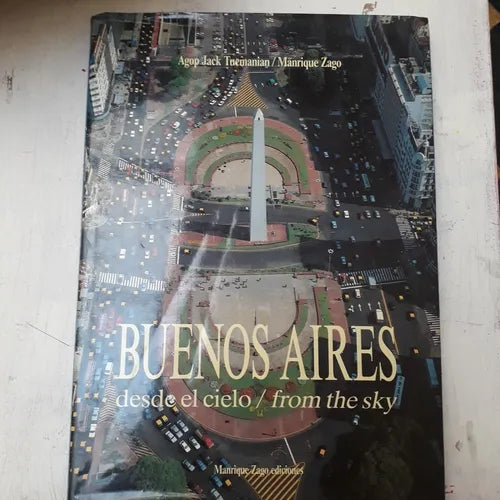 Agop Jack Tucmanian / Manrique Zago
BUENOS AIRES
desde el cielo / from the sky
Manrique Zago ediciones